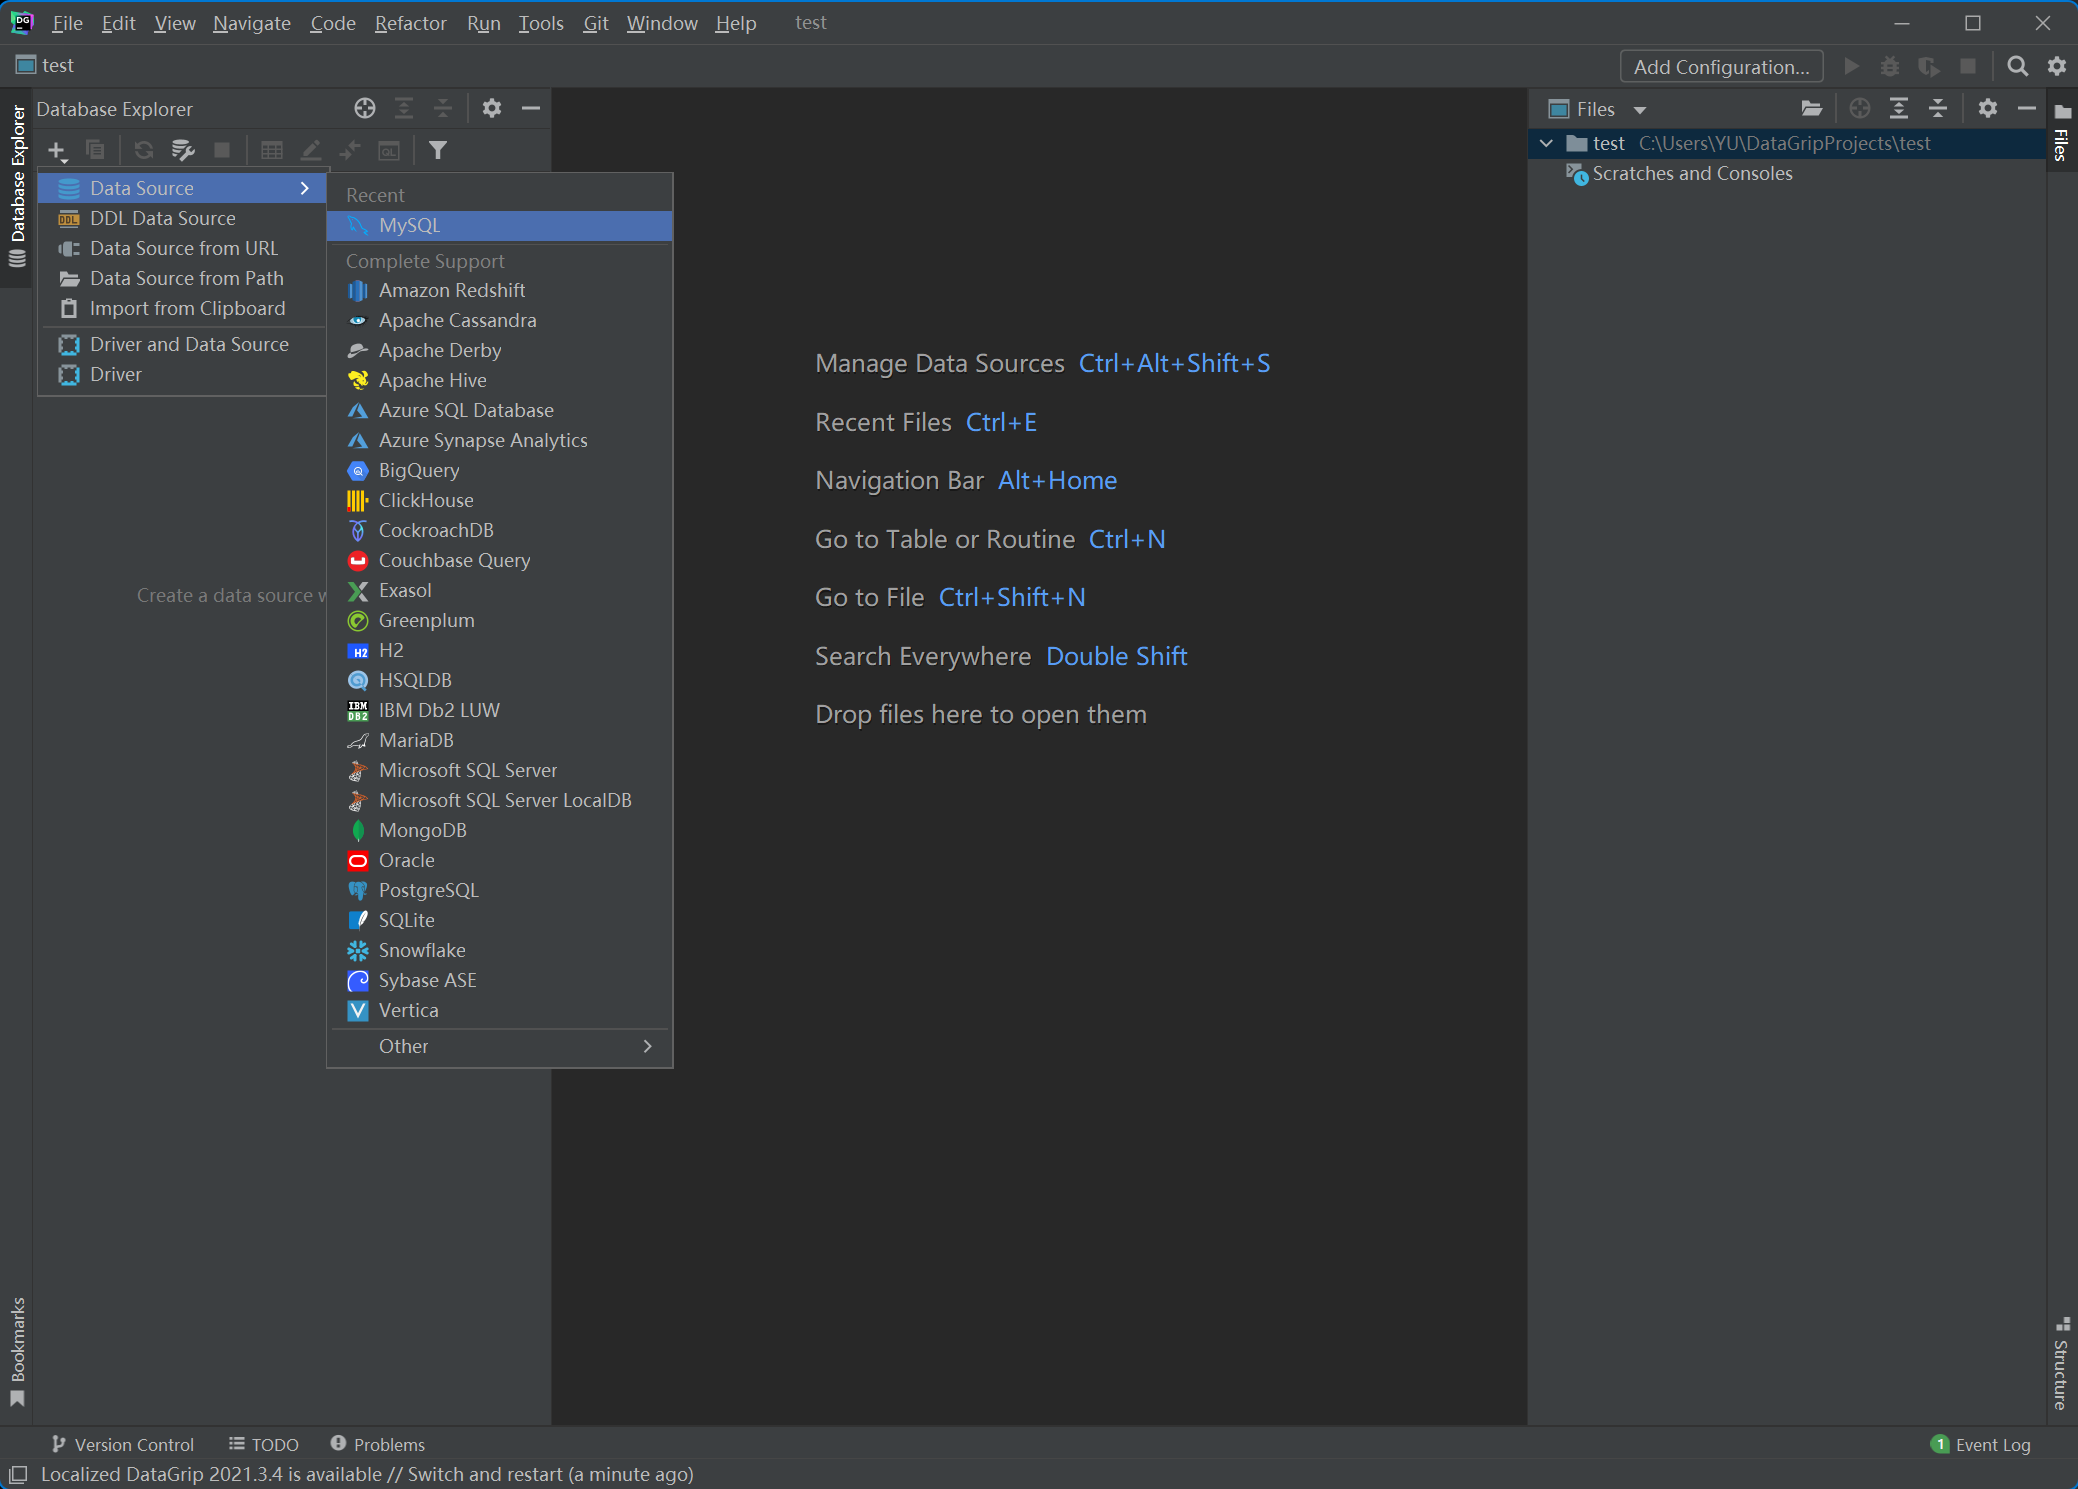 File Edit View Navigate Code Refactor Run Tools Git Window Help test
test
Add Configuration...
Database Explorer
Database Explorer
Data Source
DDL Data Source
Data Source from URL
Data Source from Path
Import from Clipboard
Driver and Data Source
Driver
Create a data source
Recent
MySQL
Complete Support
Amazon Redshift
Apache Cassandra
Apache Derby
Apache Hive
Azure SQL Database
Azure Synapse Analytics
BigQuery
ClickHouse
CockroachDB
Couchbase Query
Exasol
Greenplum
H2
HSQLDB
IBM Db2 LUW
MariaDB
Microsoft SQL Server
Microsoft SQL Server LocalDB
MongoDB
Oracle
PostgreSQL
SQLite
Snowflake
Sybase ASE
Vertica
Other
Manage Data Sources Ctrl+Alt+Shift+S
Recent Files Ctrl+E
Navigation Bar Alt+Home
Go to Table or Routine Ctrl+N
Go to File Ctrl+Shift+N
Search Everywhere Double Shift
Drop files here to open them
Files
test C:\Users\YU\DataGripProjects\test
Scratches and Consoles
Files
Structure
Bookmarks
Version Control TODO Problems
1 Event Log
Localized DataGrip 2021.3.4 is available // Switch and restart (a minute ago)